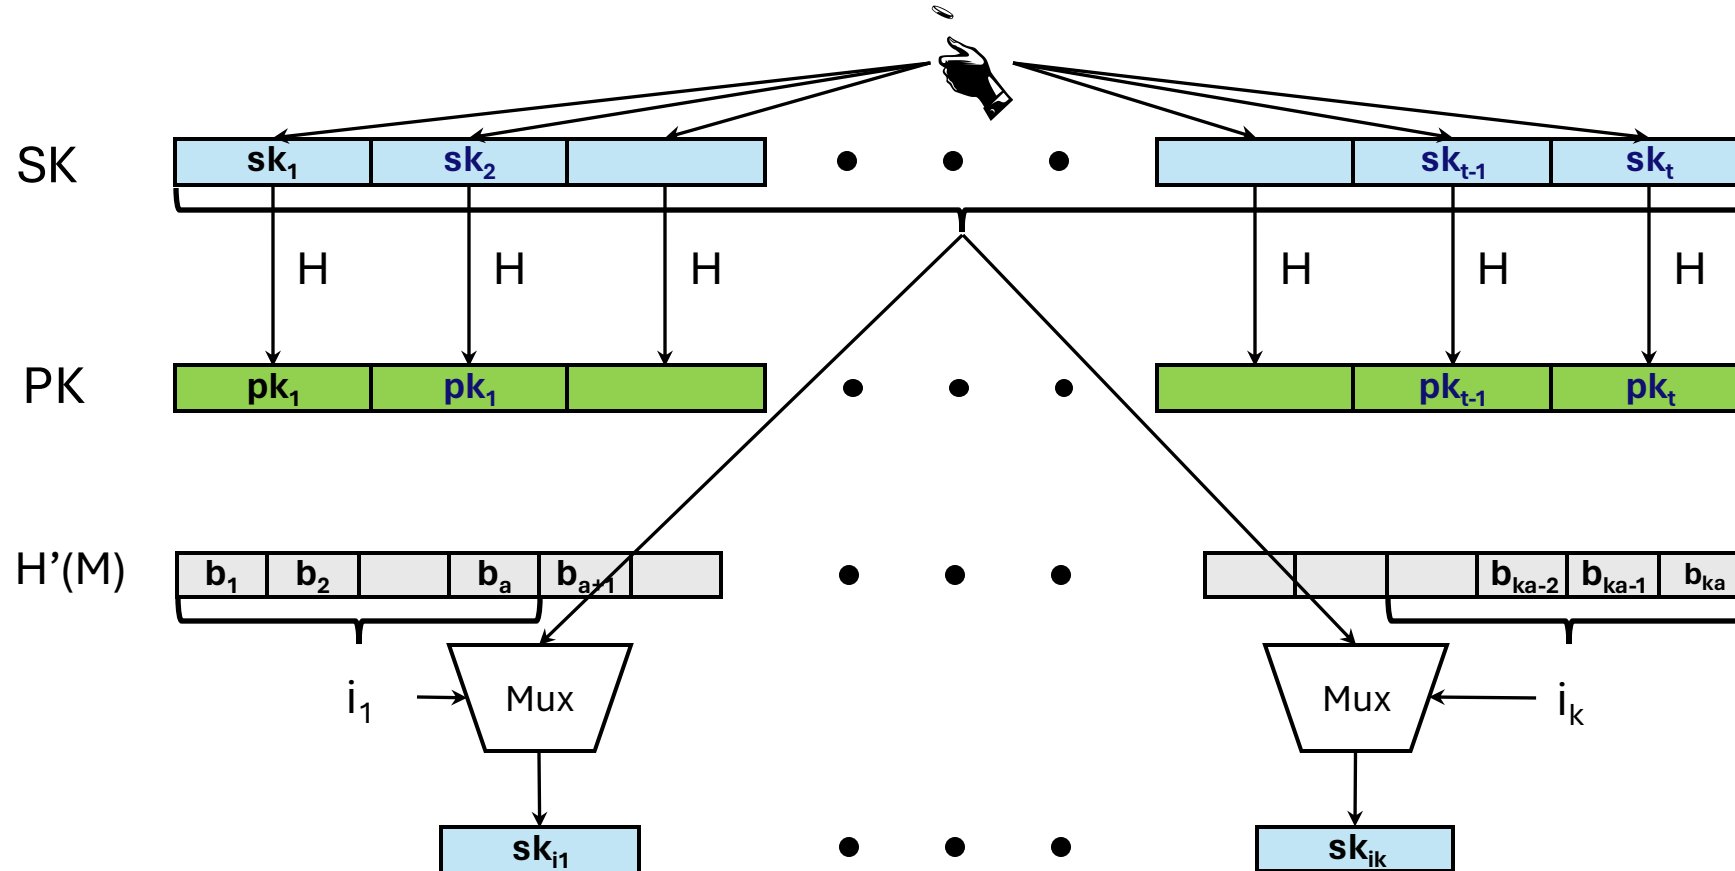 SK sk1 sk2 skt-1 skt
H H H H H H
PK pk1 pk1 pkt-1 pkt
H’(M) b1 b2 ba ba+1 bka-2 bka-1 bka
i1 Mux Mux ik
ski1 skik